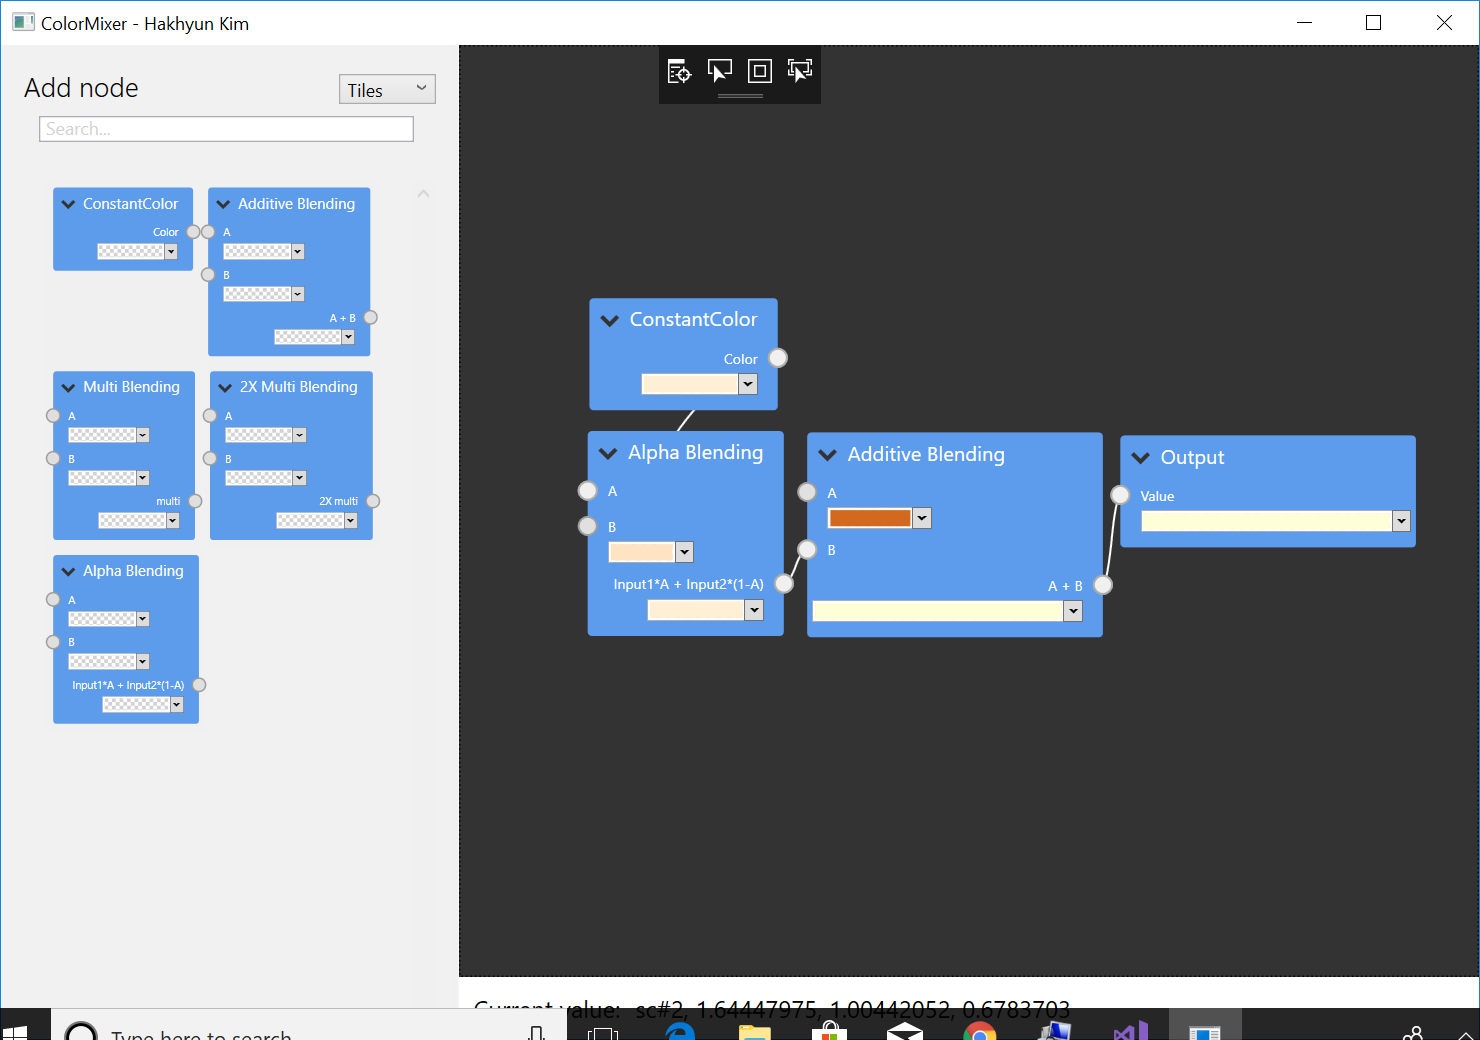 ColorMixer - Hakhyun Kim
Add node
Tiles
Search...
ConstantColor
Color
Additive Blending
A
B
A + B
Multi Blending
A
B
multi
2X Multi Blending
A
B
2X multi
Alpha Blending
A
B
Input1*A + Input2*(1-A)
ConstantColor
Color
Alpha Blending
A
B
Input1*A + Input2*(1-A)
Additive Blending
A
B
A + B
Output
Value
Current value: sc#2, 1.64447975, 1.00442052, 0.6783703
Type here to search